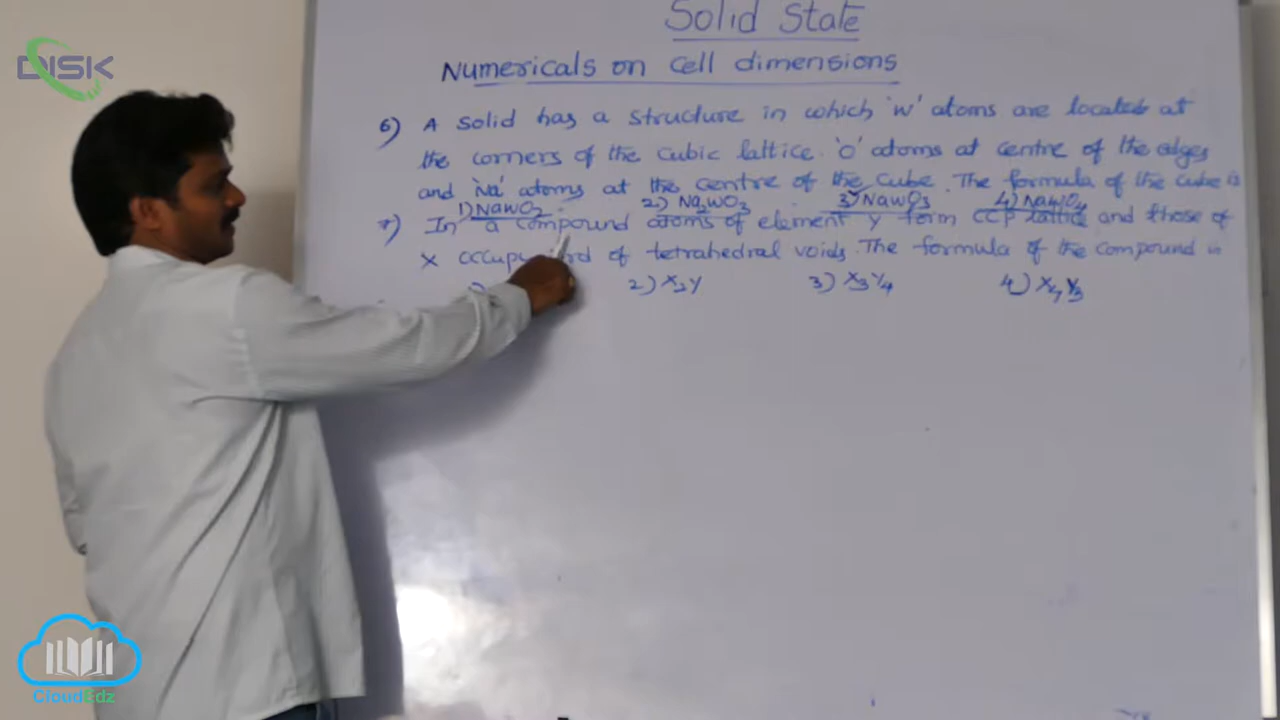 DISK
Solid State
Numericals on cell dimensions
6) A solid has a structure in which 'W' atoms are located at
the corners of the cubic lattice. 'O' atoms at centre of the edges
and 'Na' atoms at the centre of the cube. The formula of the cube is
1) NaWO2 2) Na2WO3 3) NaWO3 4) NaWO4
7) In a compound atoms of element Y form CCP lattice and those of
X occupy rd of tetrahedral voids. The formula of the compound is
2) X2Y 3) X3Y4 4) X4Y3
CloudEdz